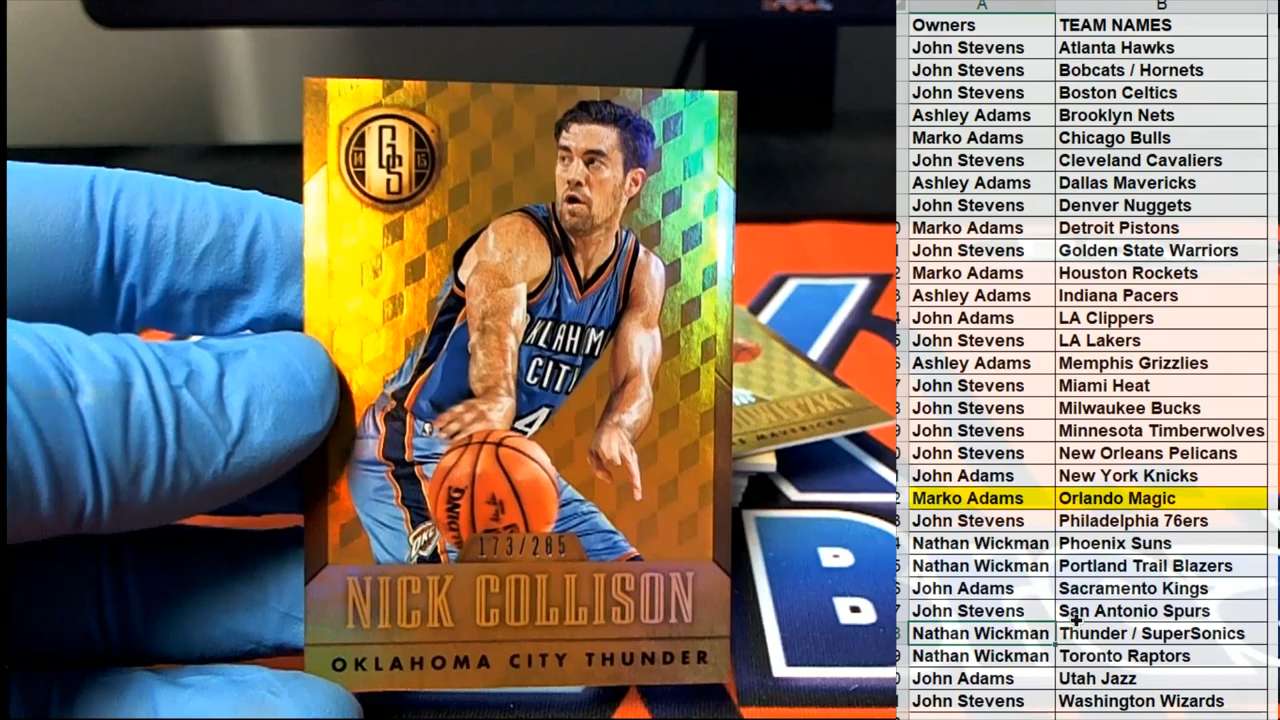 GS
14 15
OKLAHOMA
CITY
4
SPALDING
173/285
NICK COLLISON
OKLAHOMA CITY THUNDER
MAVERICKS
B
A B
Owners TEAM NAMES
John Stevens Atlanta Hawks
John Stevens Bobcats / Hornets
John Stevens Boston Celtics
Ashley Adams Brooklyn Nets
Marko Adams Chicago Bulls
John Stevens Cleveland Cavaliers
Ashley Adams Dallas Mavericks
John Stevens Denver Nuggets
Marko Adams Detroit Pistons
John Stevens Golden State Warriors
Marko Adams Houston Rockets
Ashley Adams Indiana Pacers
John Adams LA Clippers
John Stevens LA Lakers
Ashley Adams Memphis Grizzlies
John Stevens Miami Heat
John Stevens Milwaukee Bucks
John Stevens Minnesota Timberwolves
John Stevens New Orleans Pelicans
John Adams New York Knicks
Marko Adams Orlando Magic
John Stevens Philadelphia 76ers
Nathan Wickman Phoenix Suns
Nathan Wickman Portland Trail Blazers
John Adams Sacramento Kings
John Stevens San Antonio Spurs
Nathan Wickman Thunder / SuperSonics
Nathan Wickman Toronto Raptors
John Adams Utah Jazz
John Stevens Washington Wizards